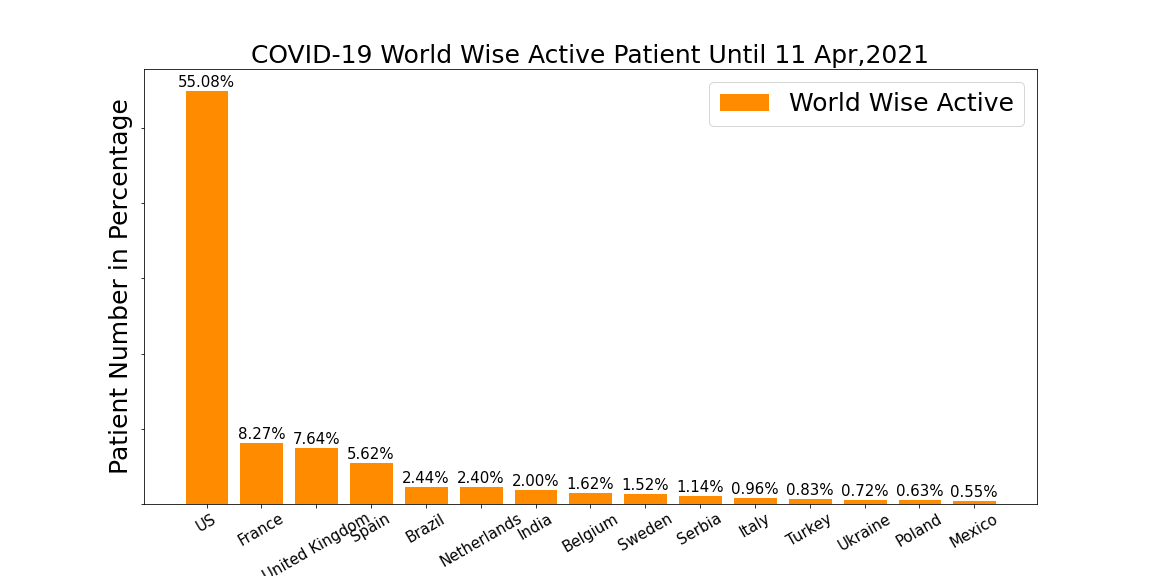 COVID-19 World Wise Active Patient Until 11 Apr,2021
World Wise Active
Patient Number in Percentage
55.08%
8.27%
7.64%
5.62%
2.44%
2.40%
2.00%
1.62%
1.52%
1.14%
0.96%
0.83%
0.72%
0.63%
0.55%
US
France
United Kingdom
Spain
Brazil
Netherlands
India
Belgium
Sweden
Serbia
Italy
Turkey
Ukraine
Poland
Mexico